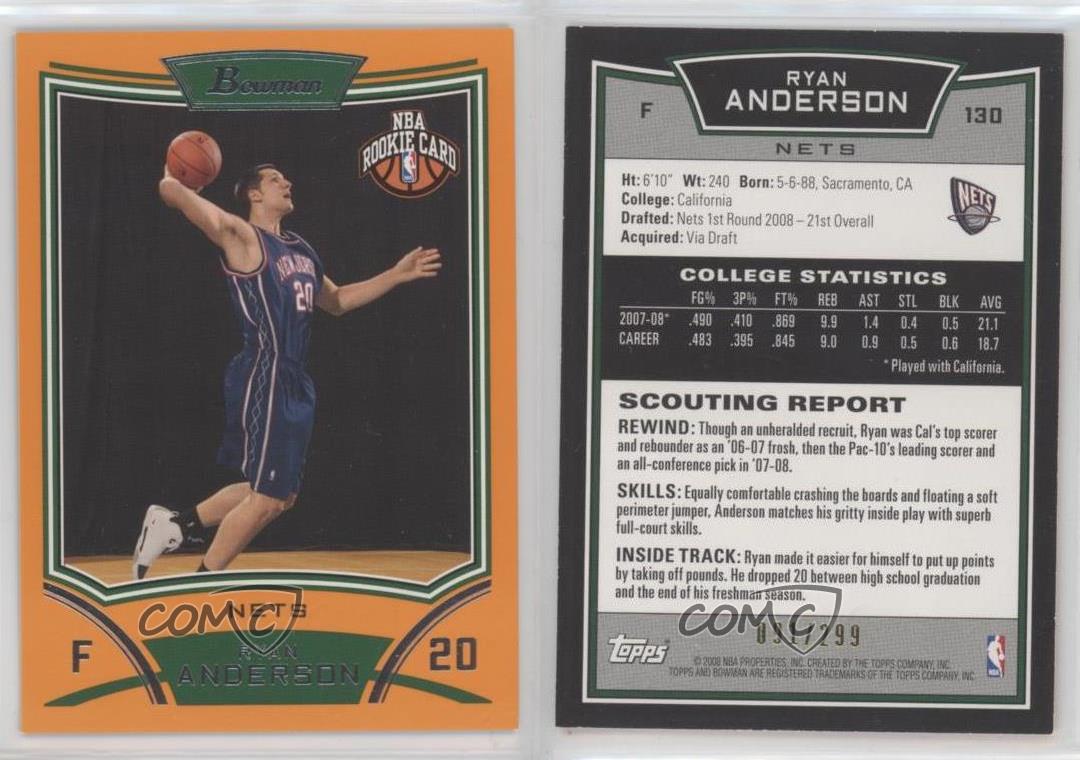 Bowman
NBA
ROOKIE CARD
NEW JERSEY
20
NETS
F
RYAN
ANDERSON
20
COMC
RYAN
ANDERSON
F
130
NETS
Ht: 6'10" Wt: 240 Born: 5-6-88, Sacramento, CA
College: California
Drafted: Nets 1st Round 2008 – 21st Overall
Acquired: Via Draft
NETS
COLLEGE STATISTICS
FG% 3P% FT% REB AST STL BLK AVG
2007-08* .490 .410 .869 9.9 1.4 0.4 0.5 21.1
CAREER .483 .395 .845 9.0 0.9 0.5 0.6 18.7
* Played with California.
SCOUTING REPORT
REWIND: Though an unheralded recruit, Ryan was Cal's top scorer
and rebounder as an '06-07 frosh, then the Pac-10's leading scorer and
an all-conference pick in '07-08.
SKILLS: Equally comfortable crashing the boards and floating a soft
perimeter jumper, Anderson matches his gritty inside play with superb
full-court skills.
INSIDE TRACK: Ryan made it easier for himself to put up points
by taking off pounds. He dropped 20 between high school graduation
and the end of his freshman season.
COMC
Topps
© 2008 NBA PROPERTIES, INC. CREATED BY THE TOPPS COMPANY, INC.
TOPPS AND BOWMAN ARE REGISTERED TRADEMARKS OF THE TOPPS COMPANY, INC.
NBA